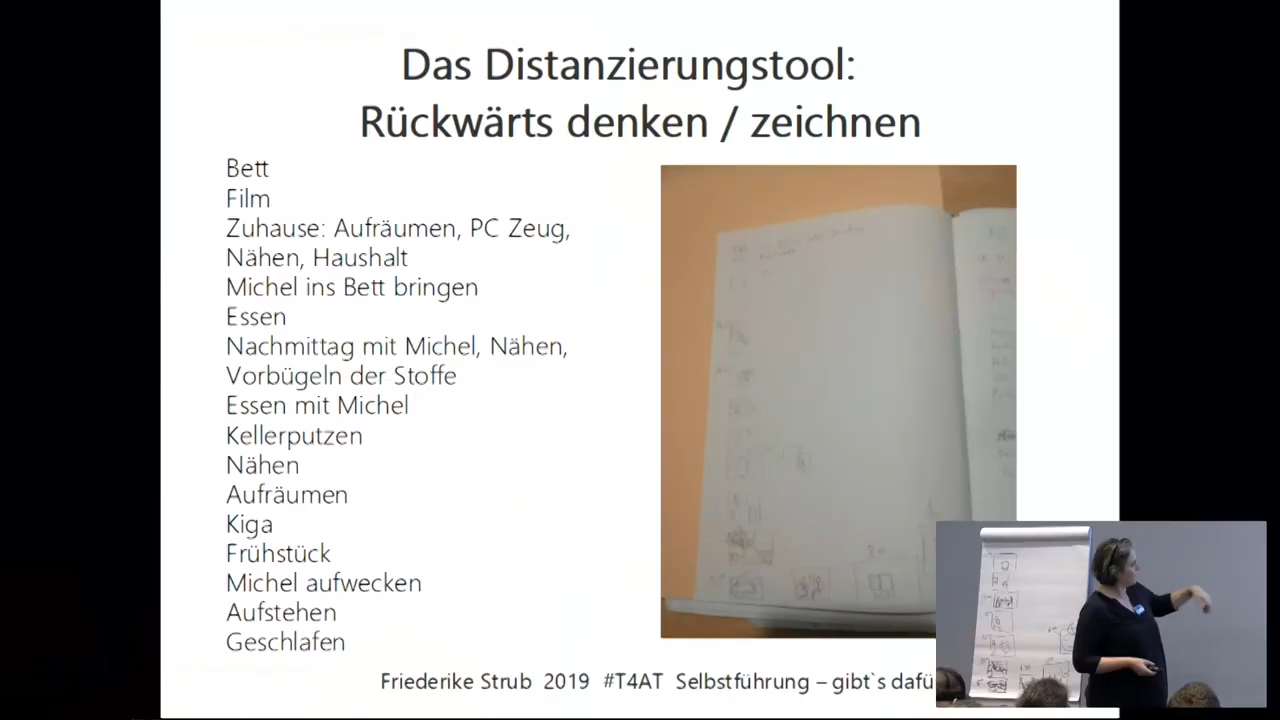 Das Distanzierungstool:
Rückwärts denken / zeichnen
Bett
Film
Zuhause: Aufräumen, PC Zeug,
Nähen, Haushalt
Michel ins Bett bringen
Essen
Nachmittag mit Michel, Nähen,
Vorbügeln der Stoffe
Essen mit Michel
Kellerputzen
Nähen
Aufräumen
Kiga
Frühstück
Michel aufwecken
Aufstehen
Geschlafen
Friederike Strub 2019 #T4AT Selbstführung – gibt`s dafü